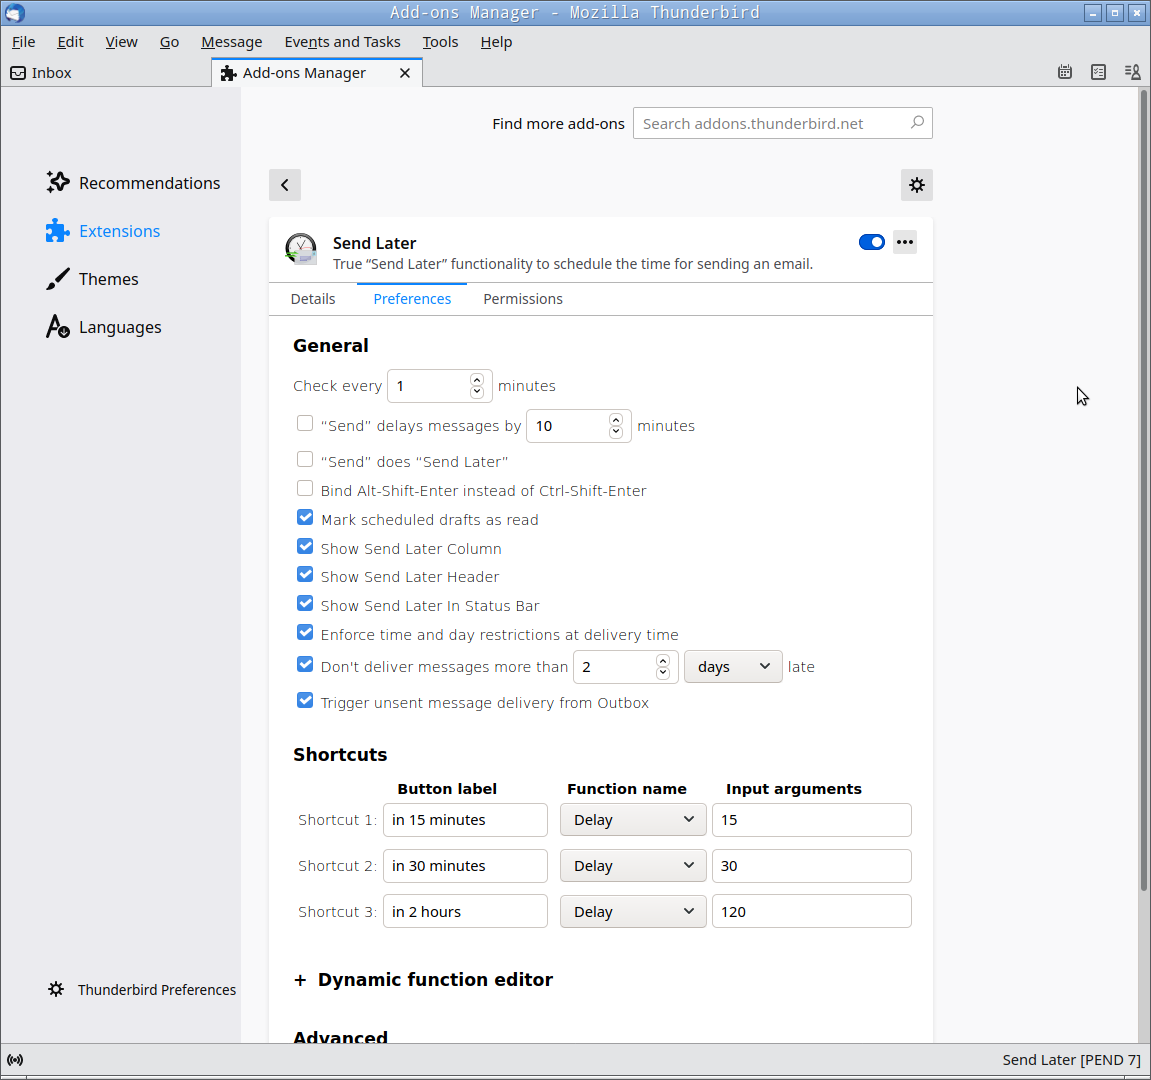 Add-ons Manager - Mozilla Thunderbird
File Edit View Go Message Events and Tasks Tools Help
Inbox
Add-ons Manager
Find more add-ons
Search addons.thunderbird.net
Recommendations
Extensions
Themes
Languages
Send Later
True “Send Later” functionality to schedule the time for sending an email.
Details Preferences Permissions
General
Check every 1 minutes
“Send” delays messages by 10 minutes
“Send” does “Send Later”
Bind Alt-Shift-Enter instead of Ctrl-Shift-Enter
Mark scheduled drafts as read
Show Send Later Column
Show Send Later Header
Show Send Later In Status Bar
Enforce time and day restrictions at delivery time
Don't deliver messages more than 2 days late
Trigger unsent message delivery from Outbox
Shortcuts
Button label Function name Input arguments
Shortcut 1: in 15 minutes Delay 15
Shortcut 2: in 30 minutes Delay 30
Shortcut 3: in 2 hours Delay 120
+ Dynamic function editor
Thunderbird Preferences
Advanced
Send Later [PEND 7]